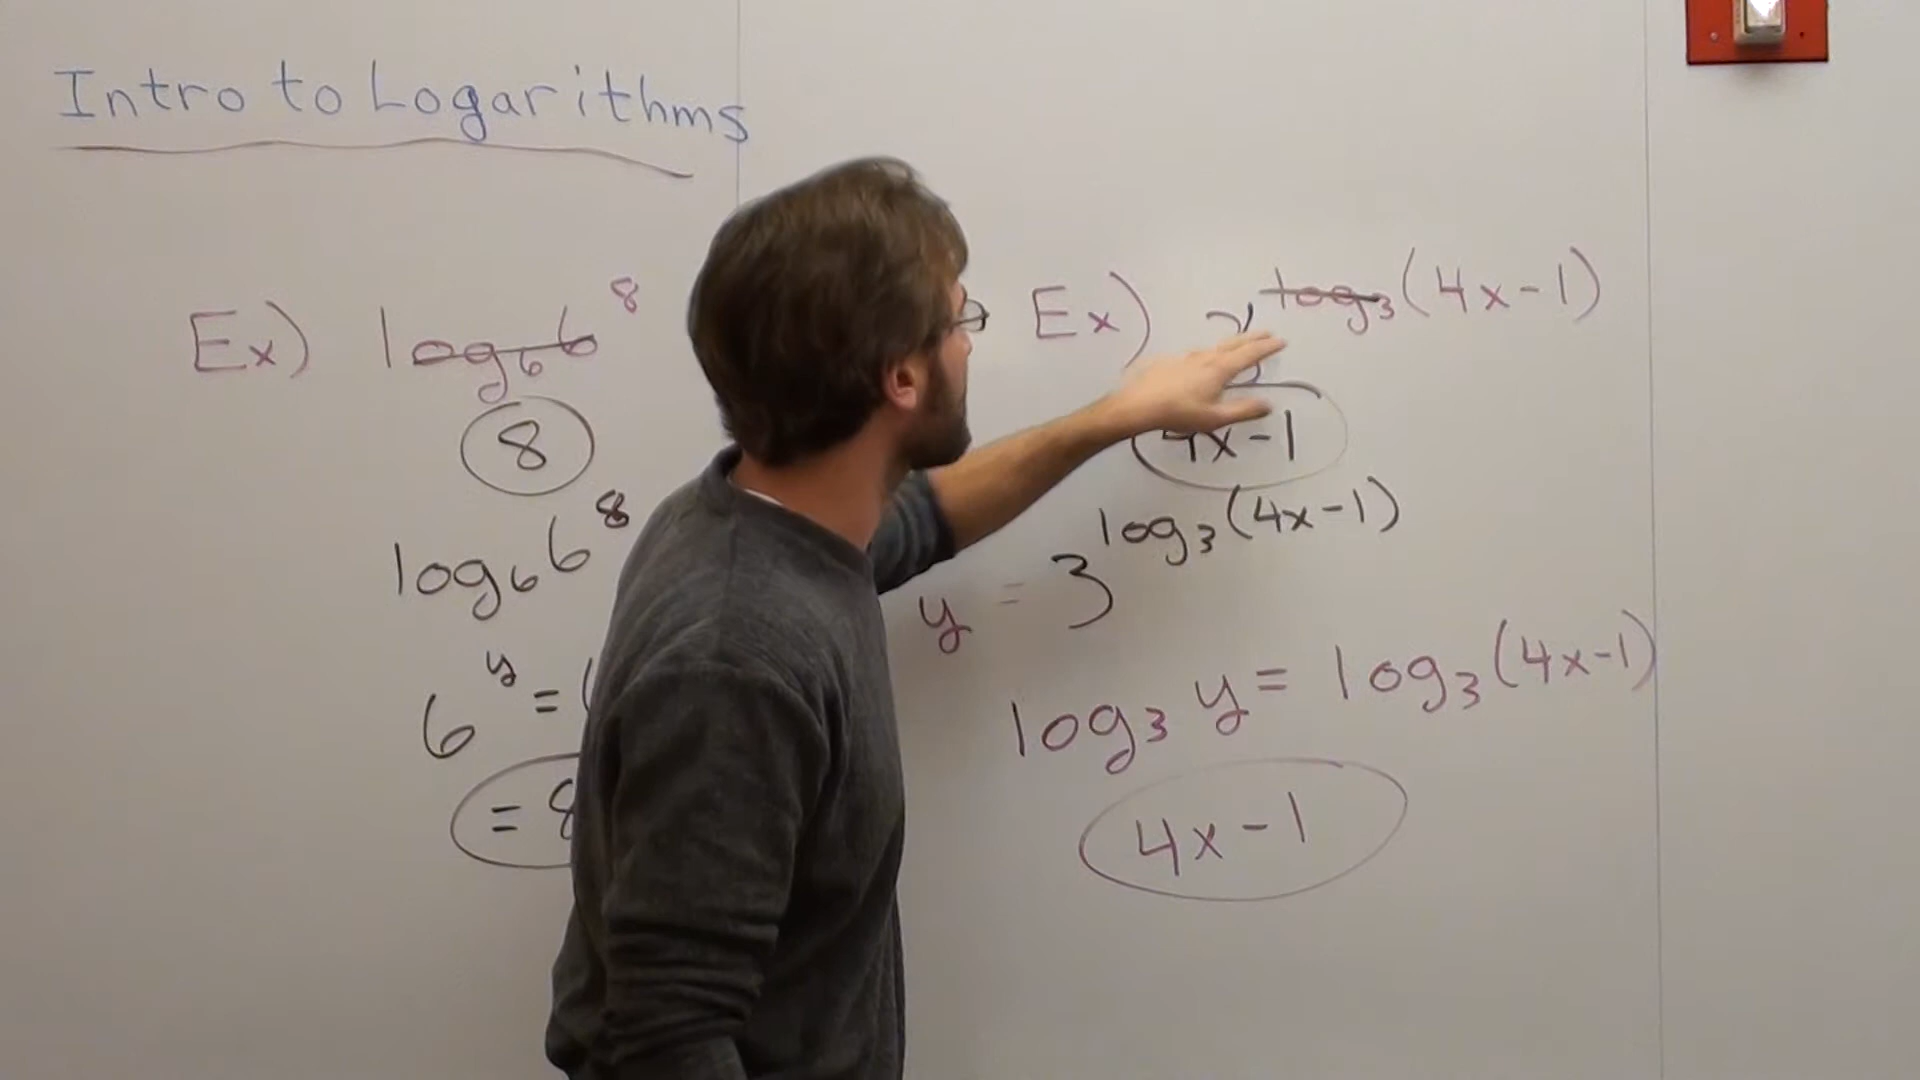 Intro to Logarithms
Ex) log₆6⁸
8
log₆6⁸
6^y =
= 8
Ex) 3^log₃(4x-1)
4x-1
y = 3^log₃(4x-1)
log₃ y = log₃(4x-1)
4x-1